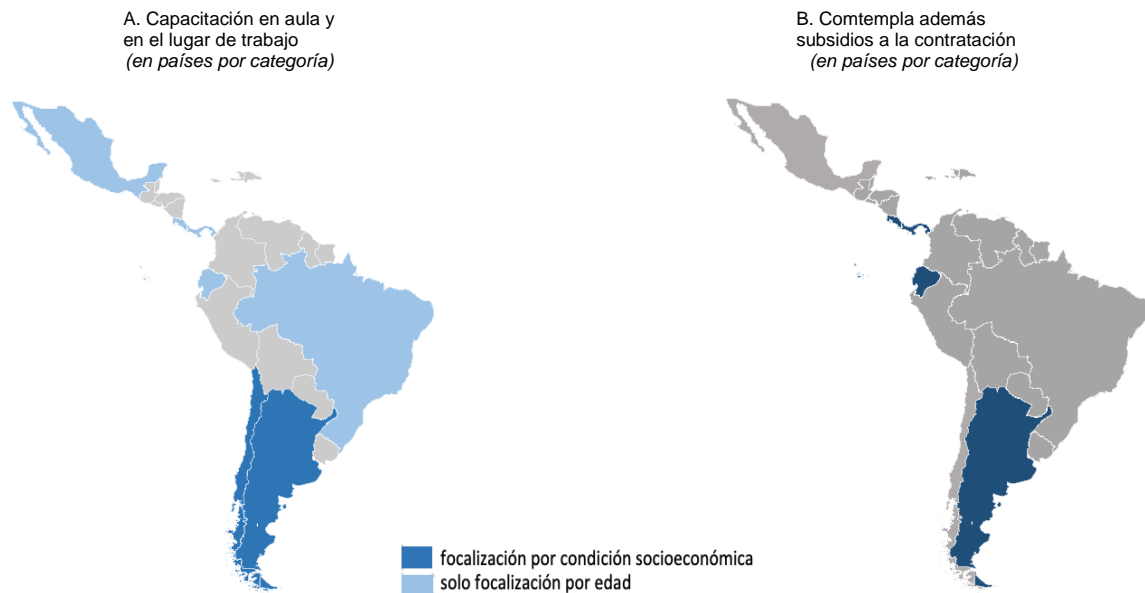 A. Capacitación en aula y
en el lugar de trabajo
(en países por categoría)
B. Comtempla además
subsidios a la contratación
(en países por categoría)
focalización por condición socioeconómica
solo focalización por edad